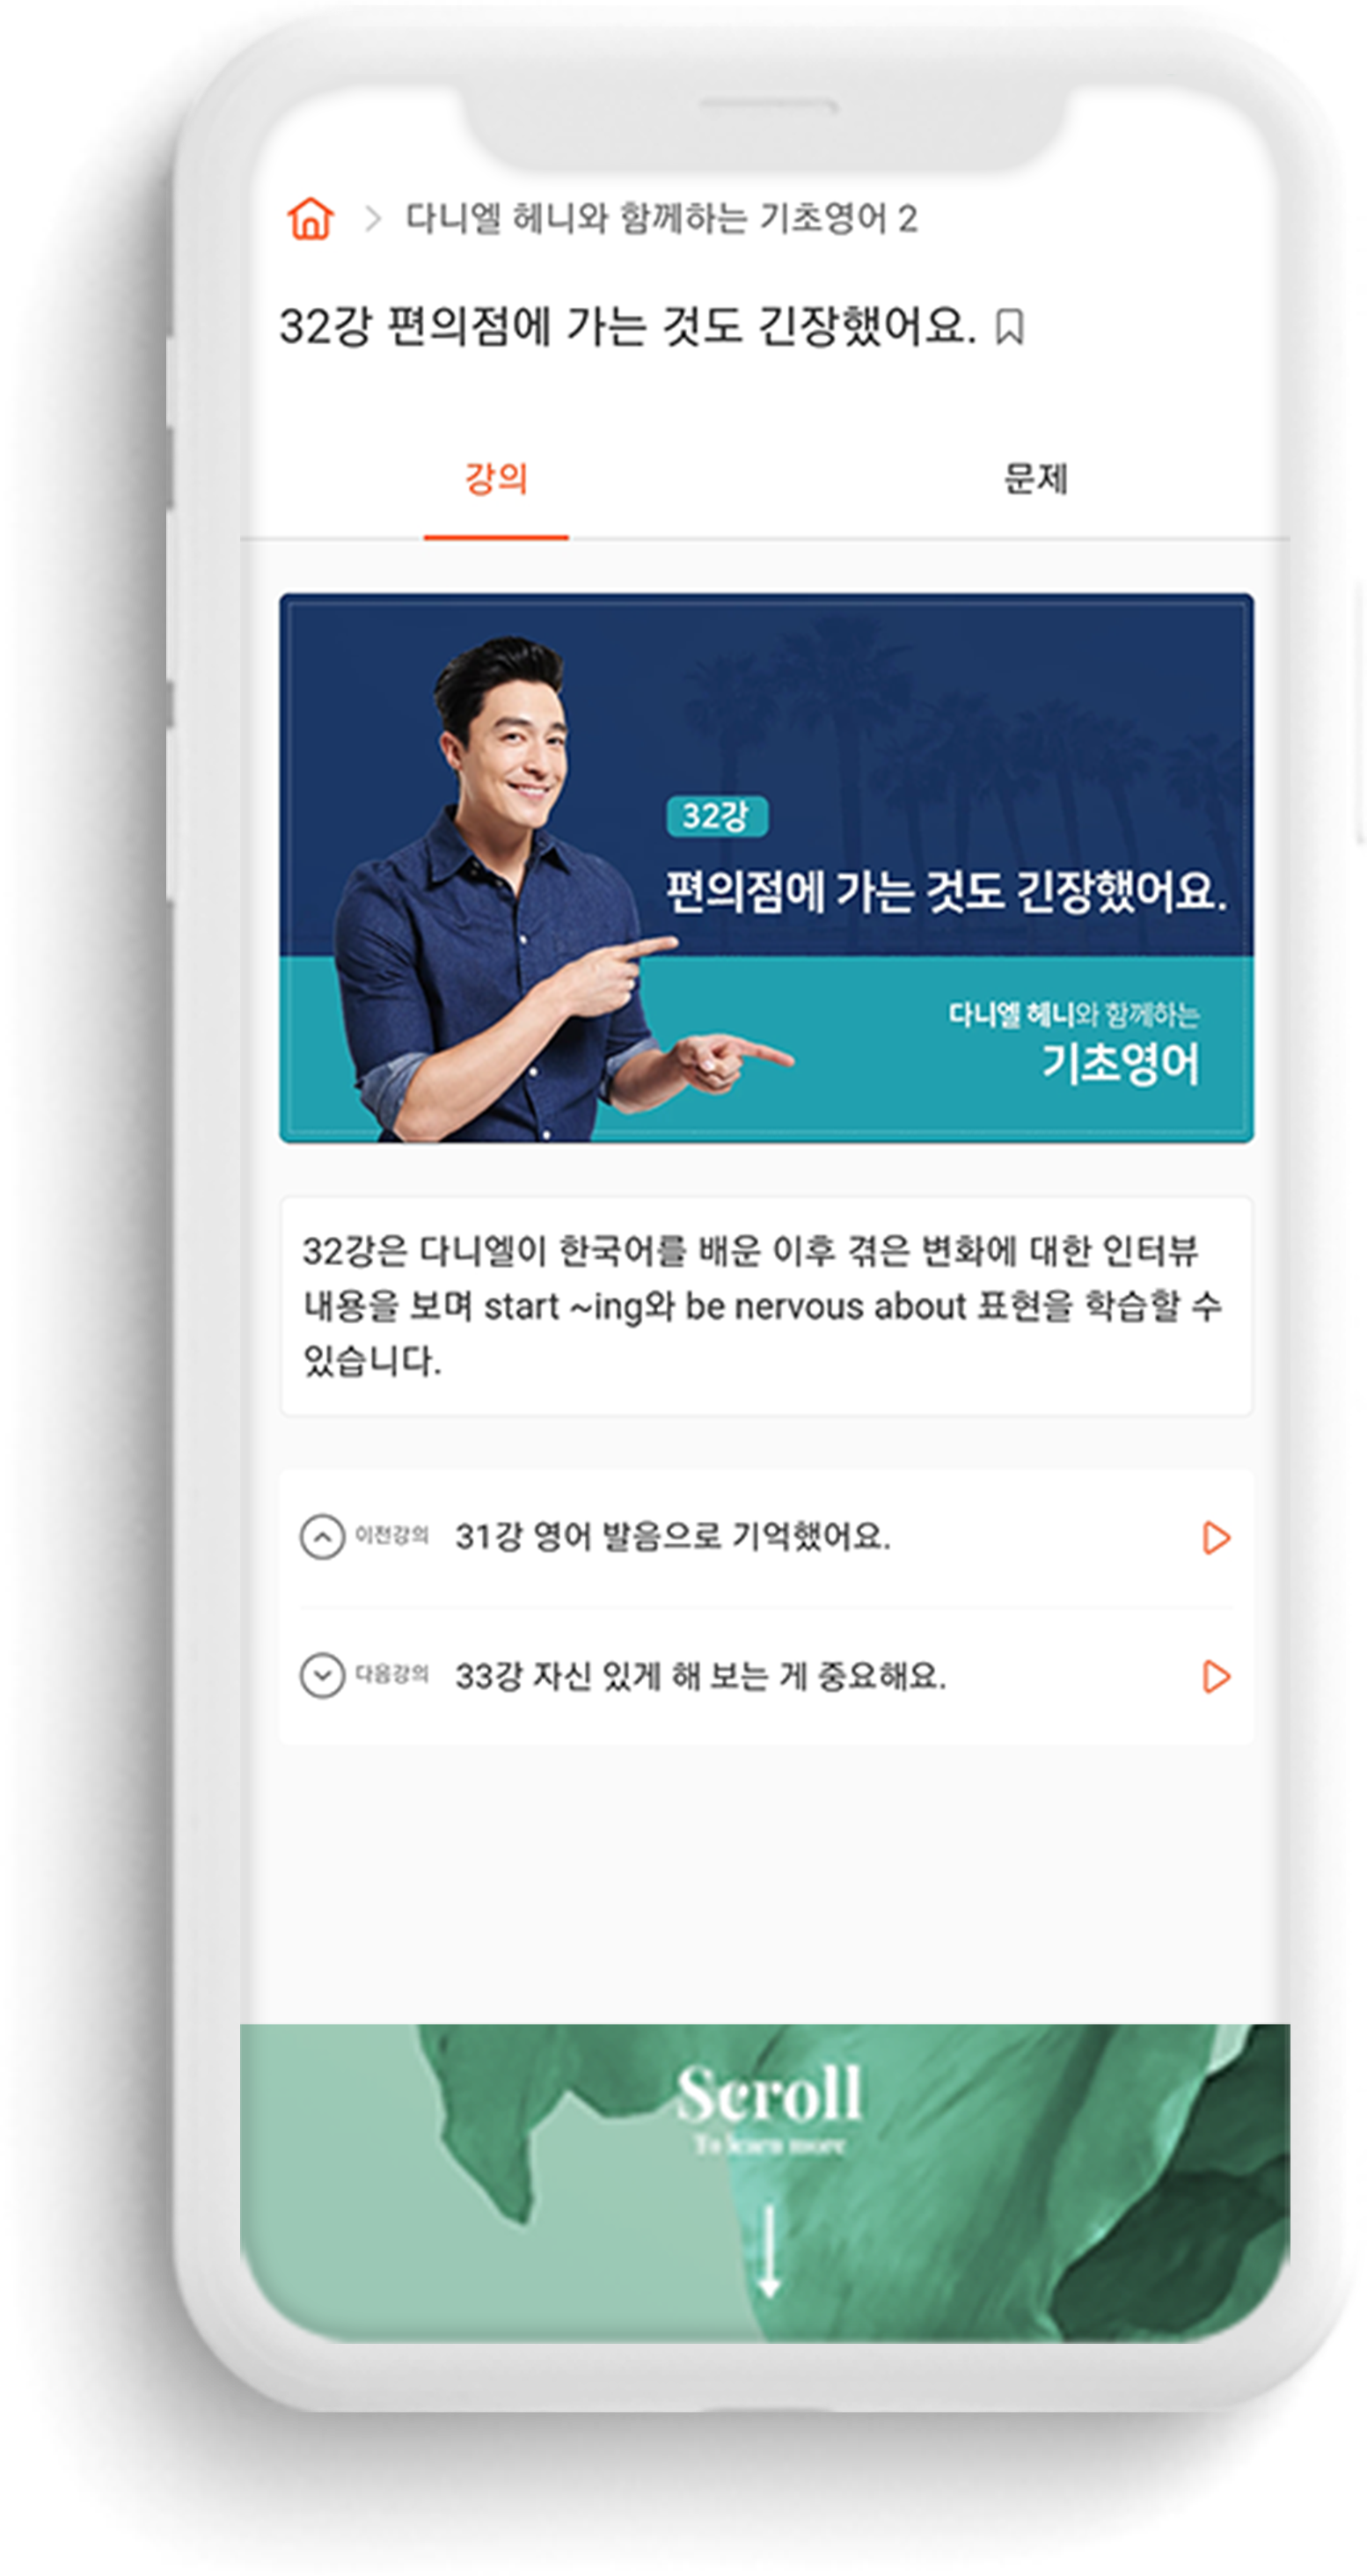 다니엘 헤니와 함께하는 기초영어 2
32강 편의점에 가는 것도 긴장했어요.
강의
문제
32강
편의점에 가는 것도 긴장했어요.
다니엘 헤니와 함께하는
기초영어
32강은 다니엘이 한국어를 배운 이후 겪은 변화에 대한 인터뷰
내용을 보며 start ~ing와 be nervous about 표현을 학습할 수
있습니다.
이전강의 31강 영어 발음으로 기억했어요.
다음강의 33강 자신 있게 해 보는 게 중요해요.
Scroll
To learn more